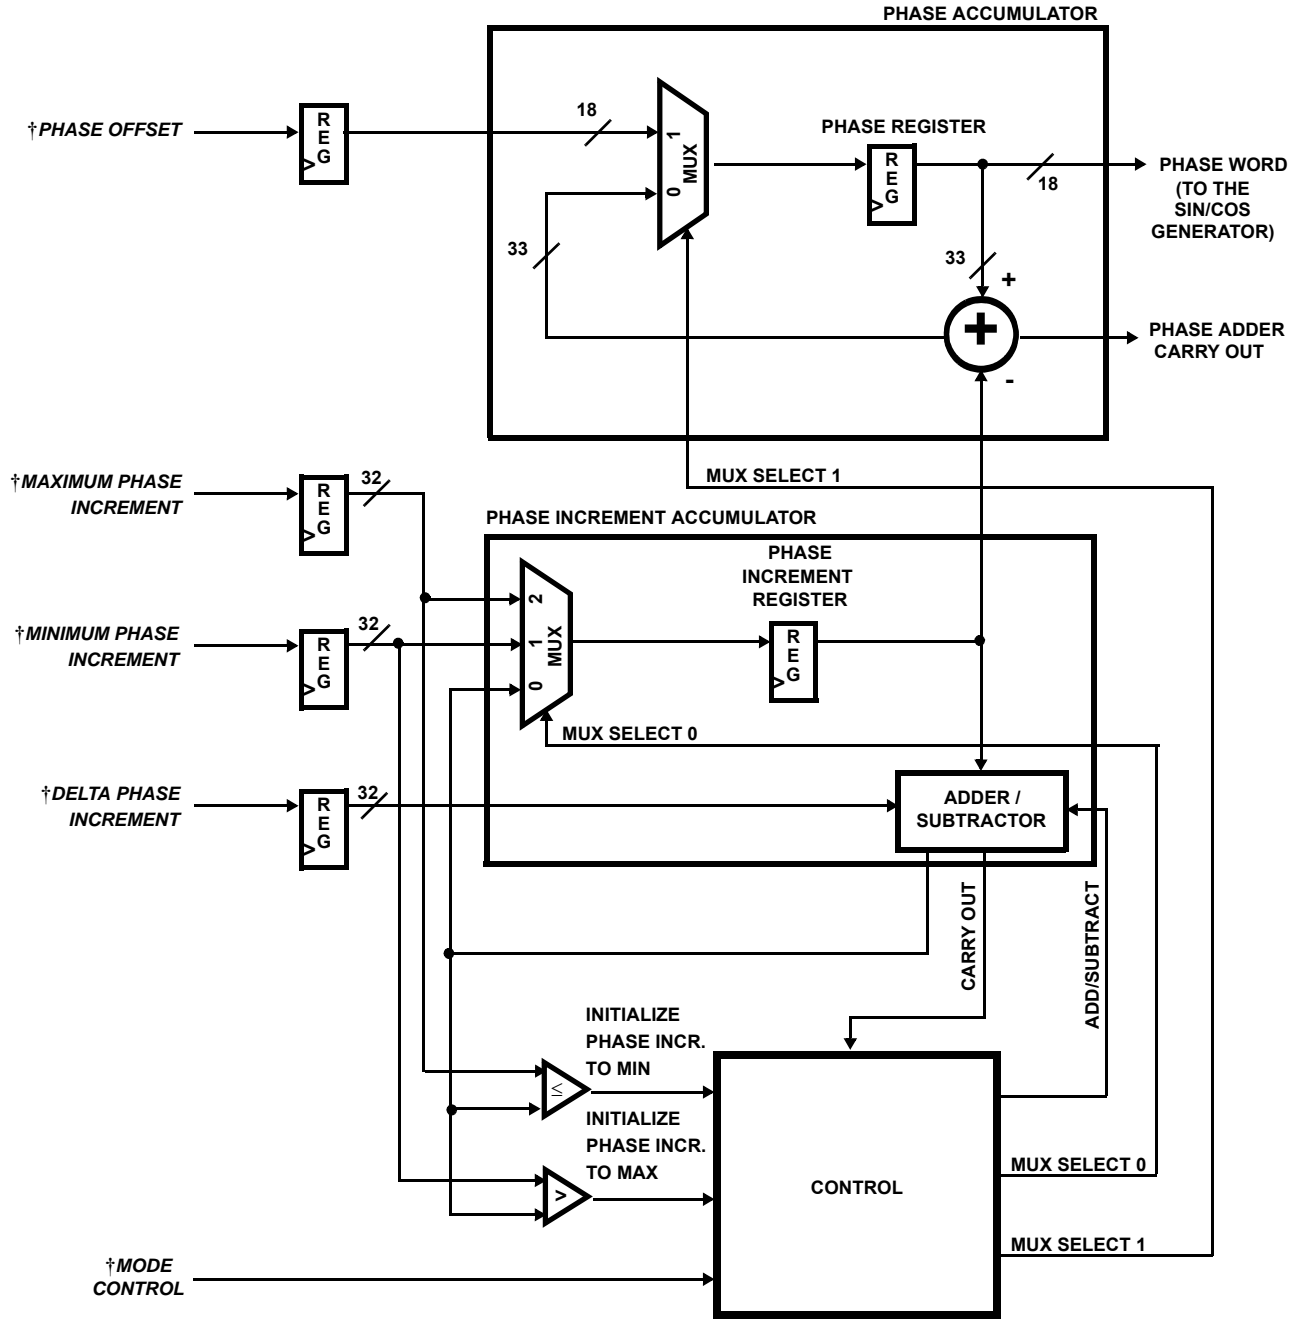 PHASE ACCUMULATOR
†PHASE OFFSET
R
E
G
18
1
0
MUX
PHASE REGISTER
R
E
G
18
PHASE WORD
(TO THE
SIN/COS
GENERATOR)
33
33
+
+
-
PHASE ADDER
CARRY OUT
†MAXIMUM PHASE
INCREMENT
R
E
G
32
MUX SELECT 1
PHASE INCREMENT ACCUMULATOR
PHASE
INCREMENT
REGISTER
†MINIMUM PHASE
INCREMENT
R
E
G
32
2
1
0
MUX
R
E
G
MUX SELECT 0
†DELTA PHASE
INCREMENT
R
E
G
32
ADDER /
SUBTRACTOR
CARRY OUT
ADD/SUBTRACT
INITIALIZE
PHASE INCR.
TO MIN
≤
INITIALIZE
PHASE INCR.
TO MAX
>
CONTROL
MUX SELECT 0
MUX SELECT 1
†MODE
CONTROL